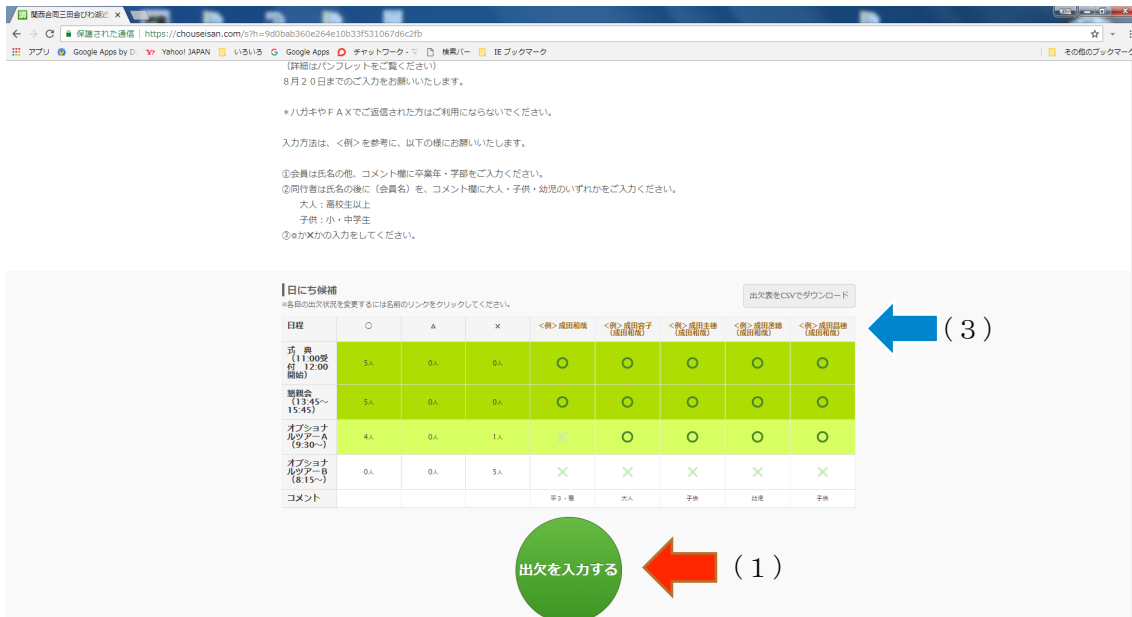 関西合同三田会びわ湖近 ×
和哉
保護された通信 | https://chouseisan.com/s?h=9d0bab360e264e10b33f531067d6c2fb
アプリ Google Apps by D Yahoo! JAPAN いろいろ Google Apps チャットワーク - マ 検索バー IE ブックマーク その他のブックマーク
（詳細はパンフレットをご覧ください）
８月２０日までのご入力をお願いいたします。
＊ハガキやＦＡＸでご返信された方はご利用にならないでください。
入力方法は、＜例＞を参考に、以下の様にお願いいたします。
①会員は氏名の他、コメント欄に卒業年・学部をご入力ください。
②同行者は氏名の後に（会員名）を、コメント欄に大人・子供・幼児のいずれかをご入力ください。
大人：高校生以上
子供：小・中学生
③○か×かの入力をしてください。
日にち候補
※各自の出欠状況を変更するには名前のリンクをクリックしてください。
出欠表をCSVでダウンロード
日程 ○ △ × <例> 成田和哉 <例> 成田容子（成田和哉） <例> 成田圭穂（成田和哉） <例> 成田丞穂（成田和哉） <例> 成田昌穂（成田和哉）
（3）
式　典（11:00受付　12:00開始） 5人 0人 0人 ○ ○ ○ ○ ○
懇親会（13:45～15:45） 5人 0人 0人 ○ ○ ○ ○ ○
オプショナルツアーＡ（9:30～） 4人 0人 1人 × ○ ○ ○ ○
オプショナルツアーＢ（8:15～） 0人 0人 5人 × × × × ×
コメント 大人 子供 幼児 子供
出欠を入力する
（1）